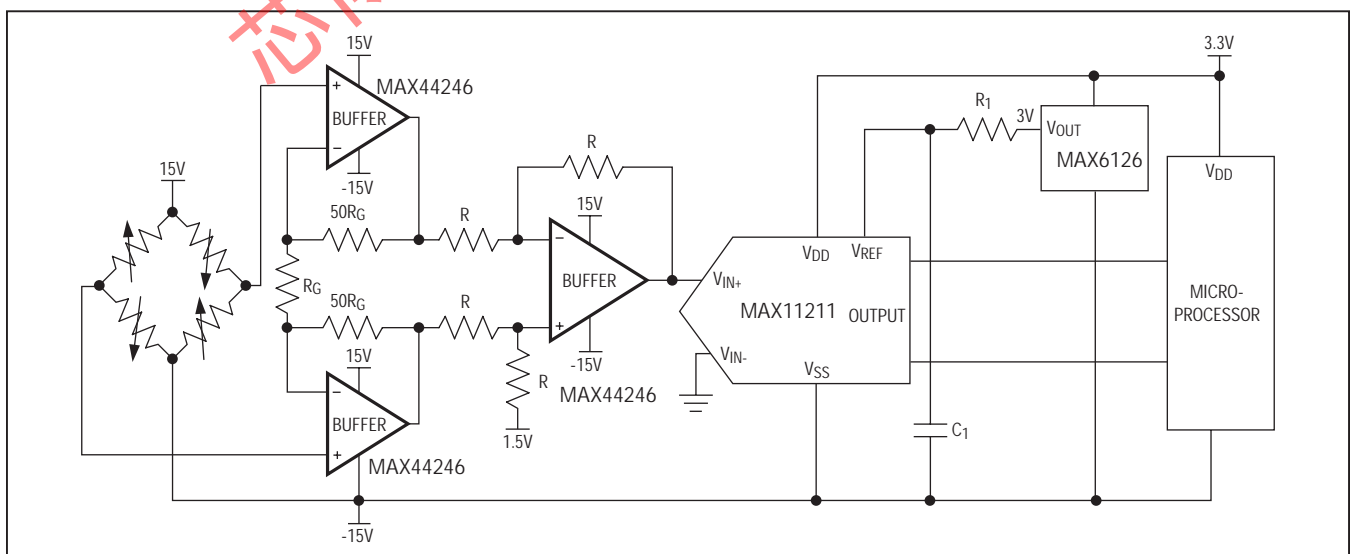 芯
15V
MAX44246
+
BUFFER
−
-15V
15V
50RG
R
R
15V
−
BUFFER
+
-15V
MAX44246
RG
50RG
R
R
1.5V
15V
−
BUFFER
+
MAX44246
-15V
3.3V
R1
3V
VOUT
MAX6126
VDD
VDD
VREF
VIN+
MAX11211
OUTPUT
VIN-
VSS
MICRO-
PROCESSOR
C1